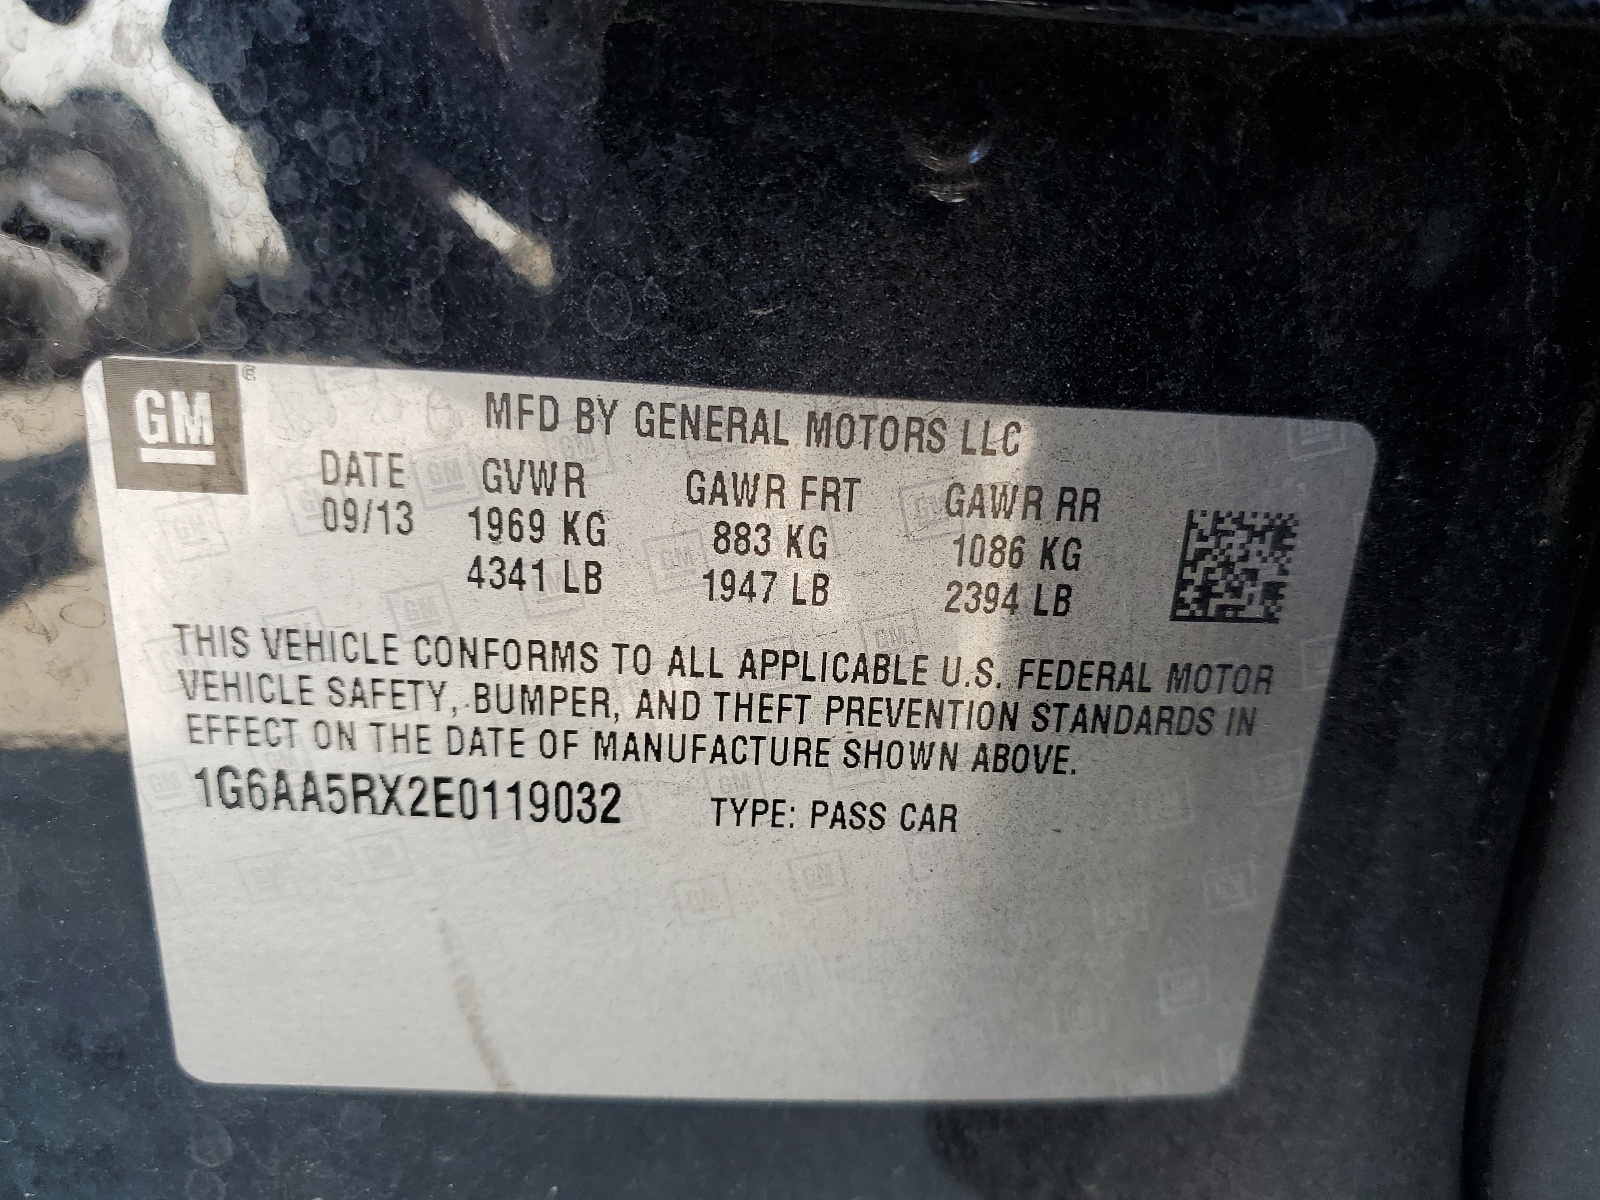 GM ®
MFD BY GENERAL MOTORS LLC
DATE GVWR GAWR FRT GAWR RR
09/13 1969 KG 883 KG 1086 KG
4341 LB 1947 LB 2394 LB
THIS VEHICLE CONFORMS TO ALL APPLICABLE U.S. FEDERAL MOTOR
VEHICLE SAFETY, BUMPER, AND THEFT PREVENTION STANDARDS IN
EFFECT ON THE DATE OF MANUFACTURE SHOWN ABOVE.
1G6AA5RX2E0119032 TYPE: PASS CAR